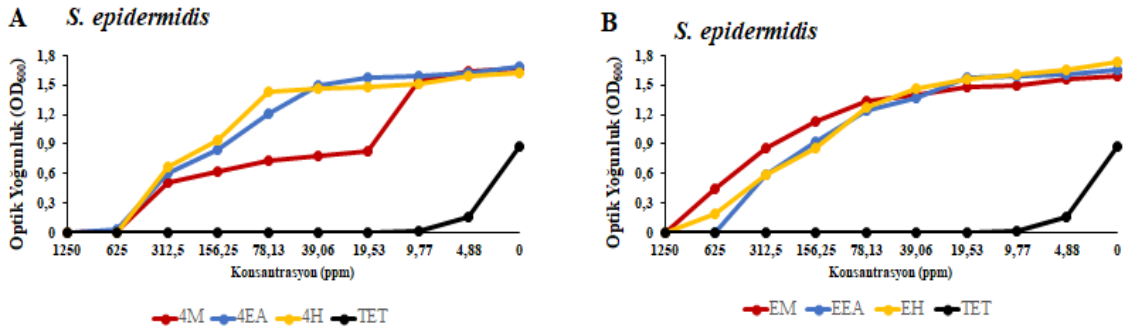 A
S. epidermidis
Optik Yoğunluk (OD600)
1,8
1,5
1,2
0,9
0,6
0,3
0
1250 625 312,5 156,25 78,13 39,06 19,53 9,77 4,88 0
Konsantrasyon (ppm)
4M 4EA 4H TET
B
S. epidermidis
Optik Yoğunluk (OD600)
1,8
1,5
1,2
0,9
0,6
0,3
0
1250 625 312,5 156,25 78,13 39,06 19,53 9,77 4,88 0
Konsantrasyon (ppm)
EM EEA EH TET